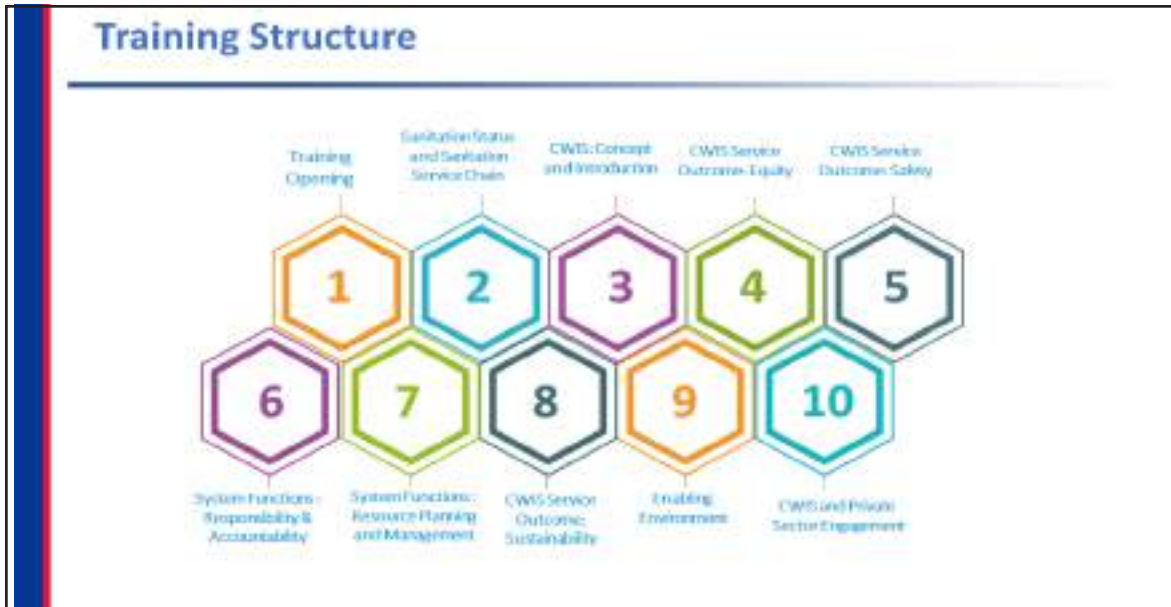 Training Structure
Training
Opening
Sanitation Status
and Sanitation
Service Chain
CWIS: Concept
and Introduction
CWIS Service
Outcome: Equity
CWIS Service
Outcome: Safety
1
2
3
4
5
6
7
8
9
10
System Functions -
Responsibility &
Accountability
System Functions :
Resource Planning
and Management
CWIS Service
Outcome:
Sustainability
Enabling
Environment
CWIS and Private
Sector Engagement